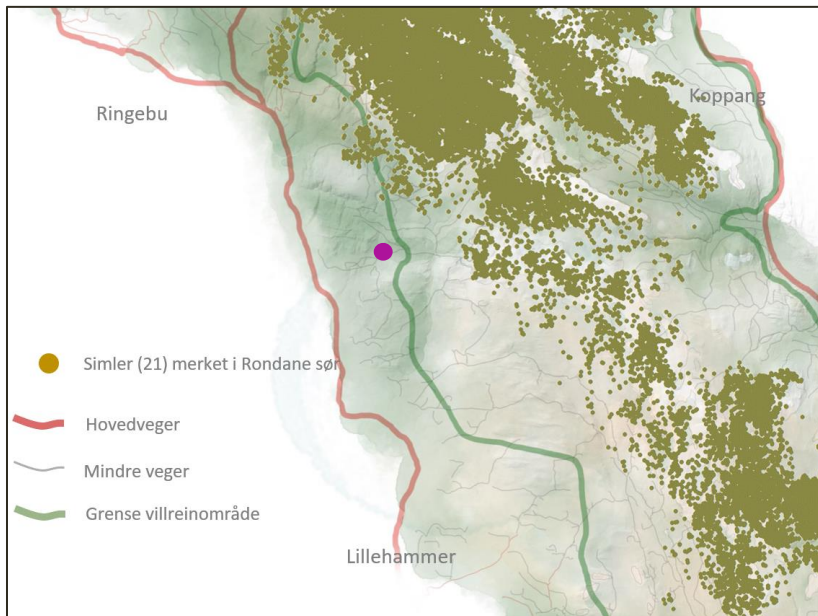 Ringebu
Koppang
Simler (21) merket i Rondane sør
Hovedveger
Mindre veger
Grense villreinområde
Lillehammer